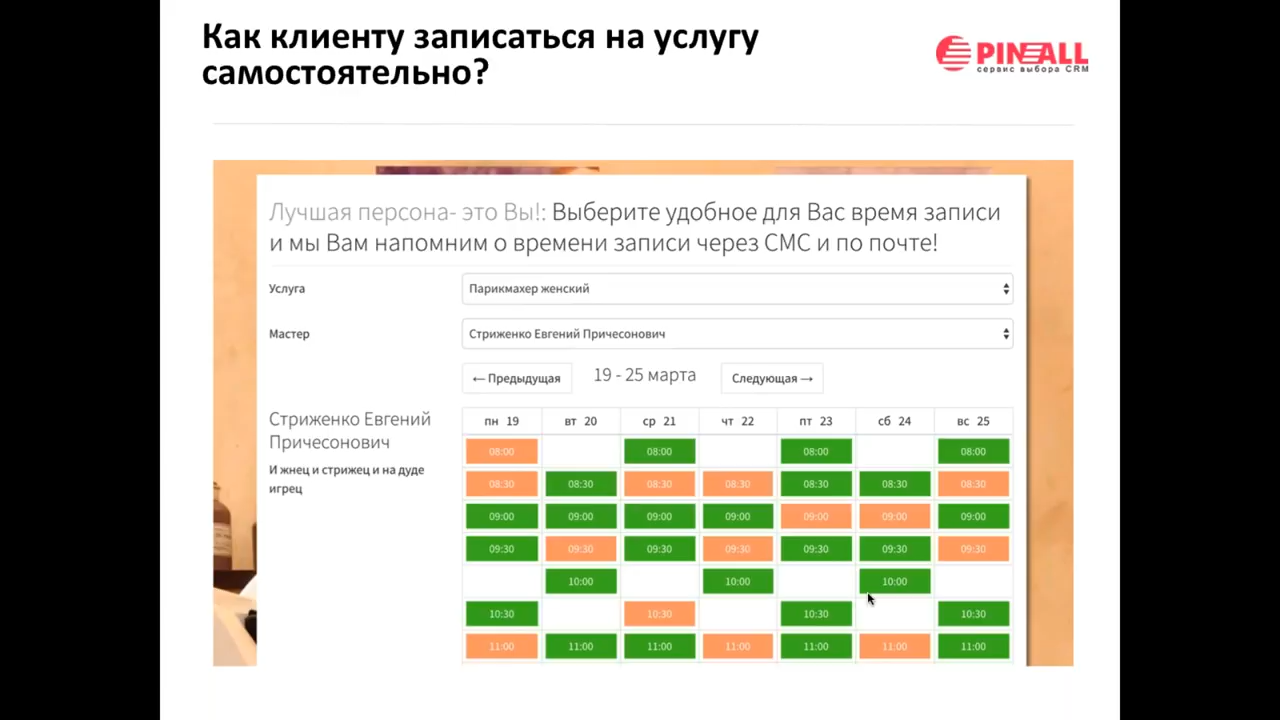 Как клиенту записаться на услугу
самостоятельно?
PINALL
сервис выбора CRM
Лучшая персона- это Вы!: Выберите удобное для Вас время записи
и мы Вам напомним о времени записи через СМС и по почте!
Услуга
Парикмахер женский
Мастер
Стриженко Евгений Причесонович
← Предыдущая
19 - 25 марта
Следующая →
Стриженко Евгений
Причесонович
И жнец и стрижец и на дуде
игрец
пн 19 вт 20 ср 21 чт 22 пт 23 сб 24 вс 25
08:00 08:00 08:00 08:00
08:30 08:30 08:30 08:30 08:30 08:30 08:30
09:00 09:00 09:00 09:00 09:00 09:00 09:00
09:30 09:30 09:30 09:30 09:30 09:30 09:30
10:00 10:00 10:00
10:30 10:30 10:30 10:30
11:00 11:00 11:00 11:00 11:00 11:00 11:00